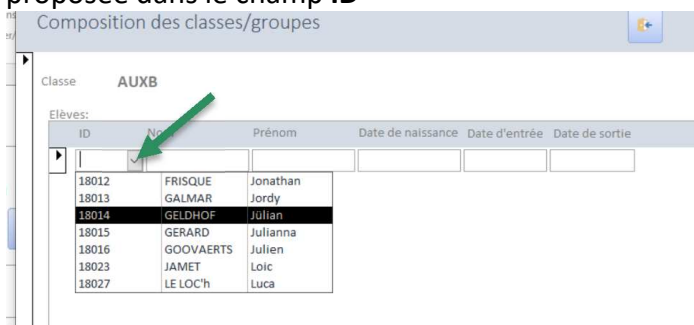 proposée dans le champ ID
Composition des classes/groupes
Classe AUXB
Elèves:
ID Prénom Date de naissance Date d'entrée Date de sortie
18012 FRISQUE Jonathan
18013 GALMAR Jordy
18014 GELDHOF Jülian
18015 GERARD Julianna
18016 GOOVAERTS Julien
18023 JAMET Loic
18027 LE LOC'h Luca